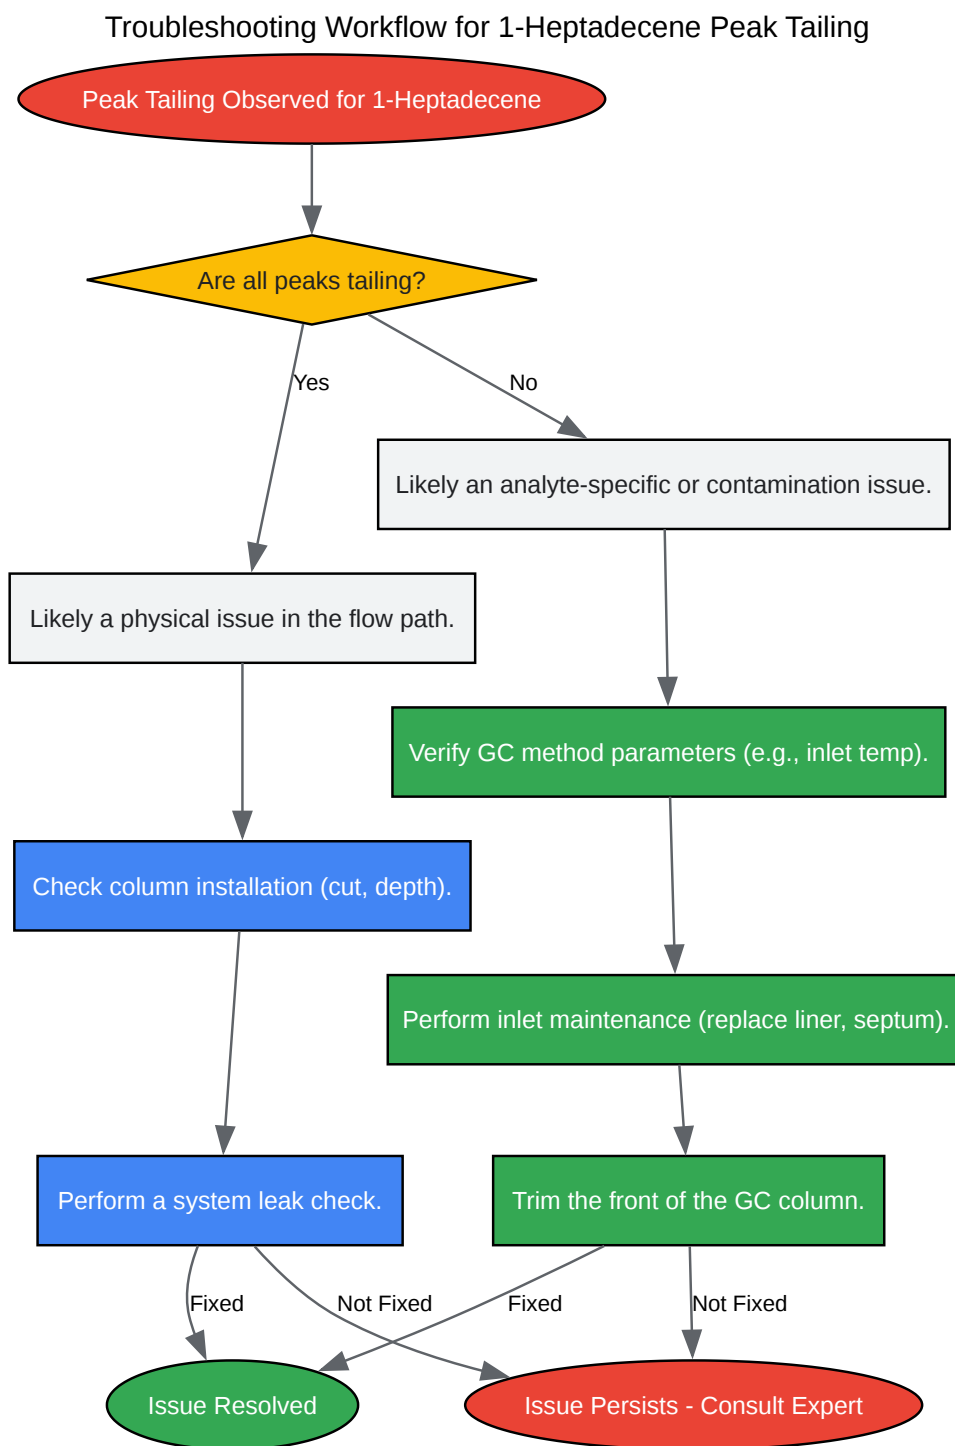 Troubleshooting Workflow for 1-Heptadecene Peak Tailing
Peak Tailing Observed for 1-Heptadecene
Are all peaks tailing?
Yes
No
Likely an analyte-specific or contamination issue.
Likely a physical issue in the flow path.
Verify GC method parameters (e.g., inlet temp).
Check column installation (cut, depth).
Perform inlet maintenance (replace liner, septum).
Perform a system leak check.
Trim the front of the GC column.
Fixed
Not Fixed
Fixed
Not Fixed
Issue Resolved
Issue Persists - Consult Expert